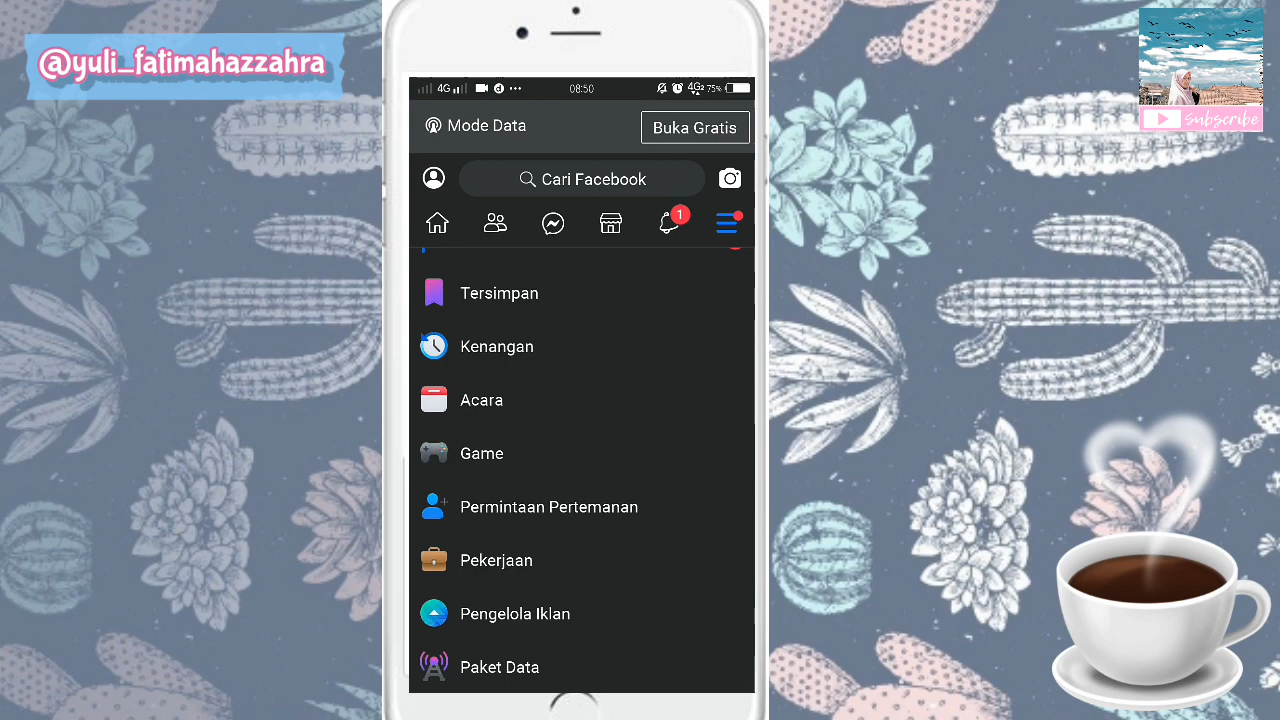 @yuli_fatimahazzahra
Subscribe
4G 08:50 4G² 75%
Mode Data
Buka Gratis
Cari Facebook
1
Tersimpan
Kenangan
Acara
Game
Permintaan Pertemanan
Pekerjaan
Pengelola Iklan
Paket Data